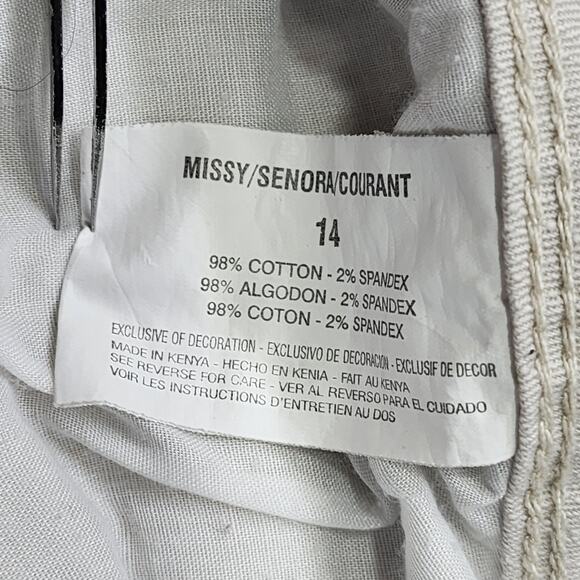 MISSY/SENORA/COURANT
14
98% COTTON - 2% SPANDEX
98% ALGODON - 2% SPANDEX
98% COTON - 2% SPANDEX
EXCLUSIVE OF DECORATION - EXCLUSIVO DE DECORACION - EXCLUSIF DE DECOR
MADE IN KENYA - HECHO EN KENIA - FAIT AU KENYA
SEE REVERSE FOR CARE - VER AL REVERSO PARA EL CUIDADO
VOIR LES INSTRUCTIONS D'ENTRETIEN AU DOS